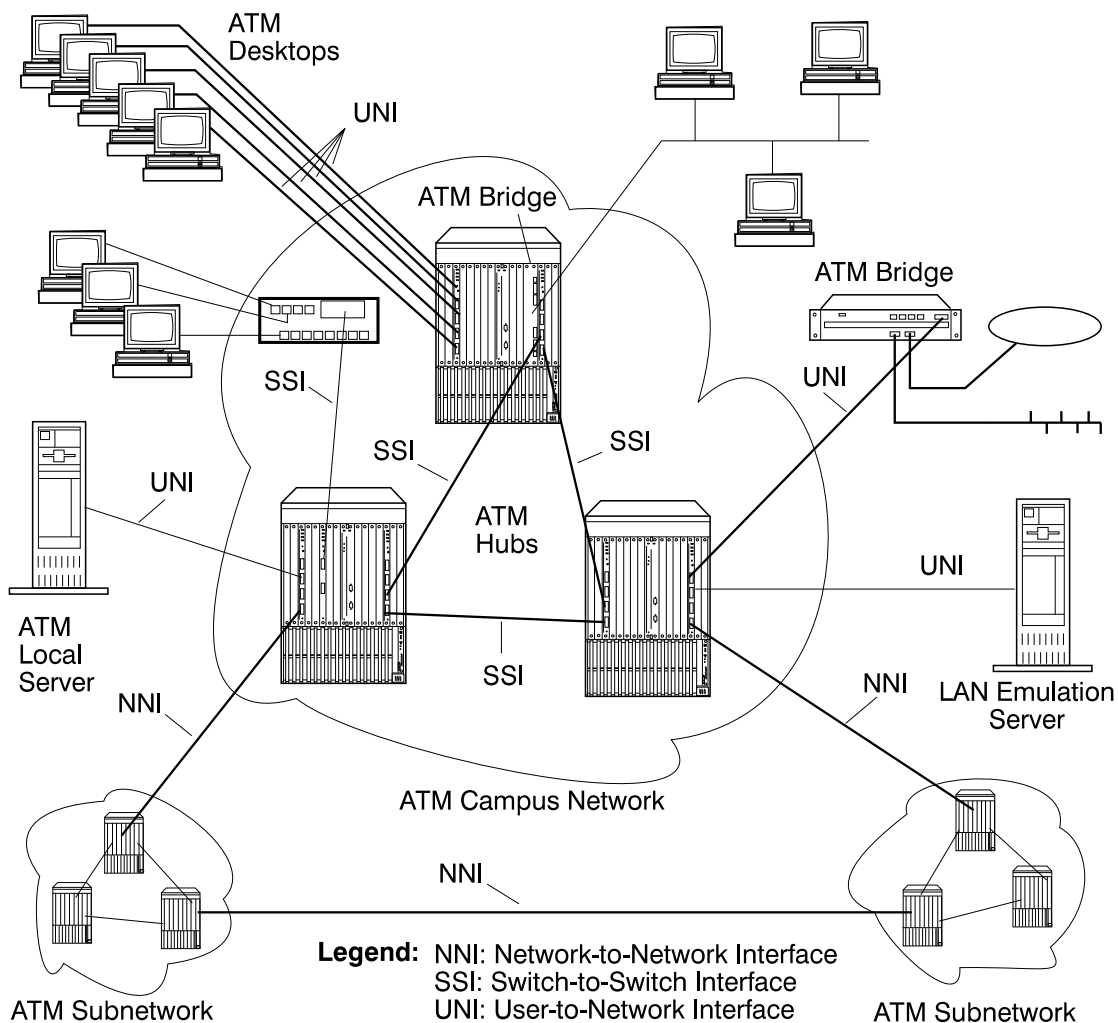 ATM
Desktops
UNI
ATM Bridge
ATM Bridge
SSI
UNI
SSI
SSI
UNI
ATM
Hubs
UNI
ATM
Local
Server
SSI
LAN Emulation
Server
NNI
NNI
ATM Campus Network
NNI
Legend: NNI: Network-to-Network Interface
SSI: Switch-to-Switch Interface
UNI: User-to-Network Interface
ATM Subnetwork
ATM Subnetwork